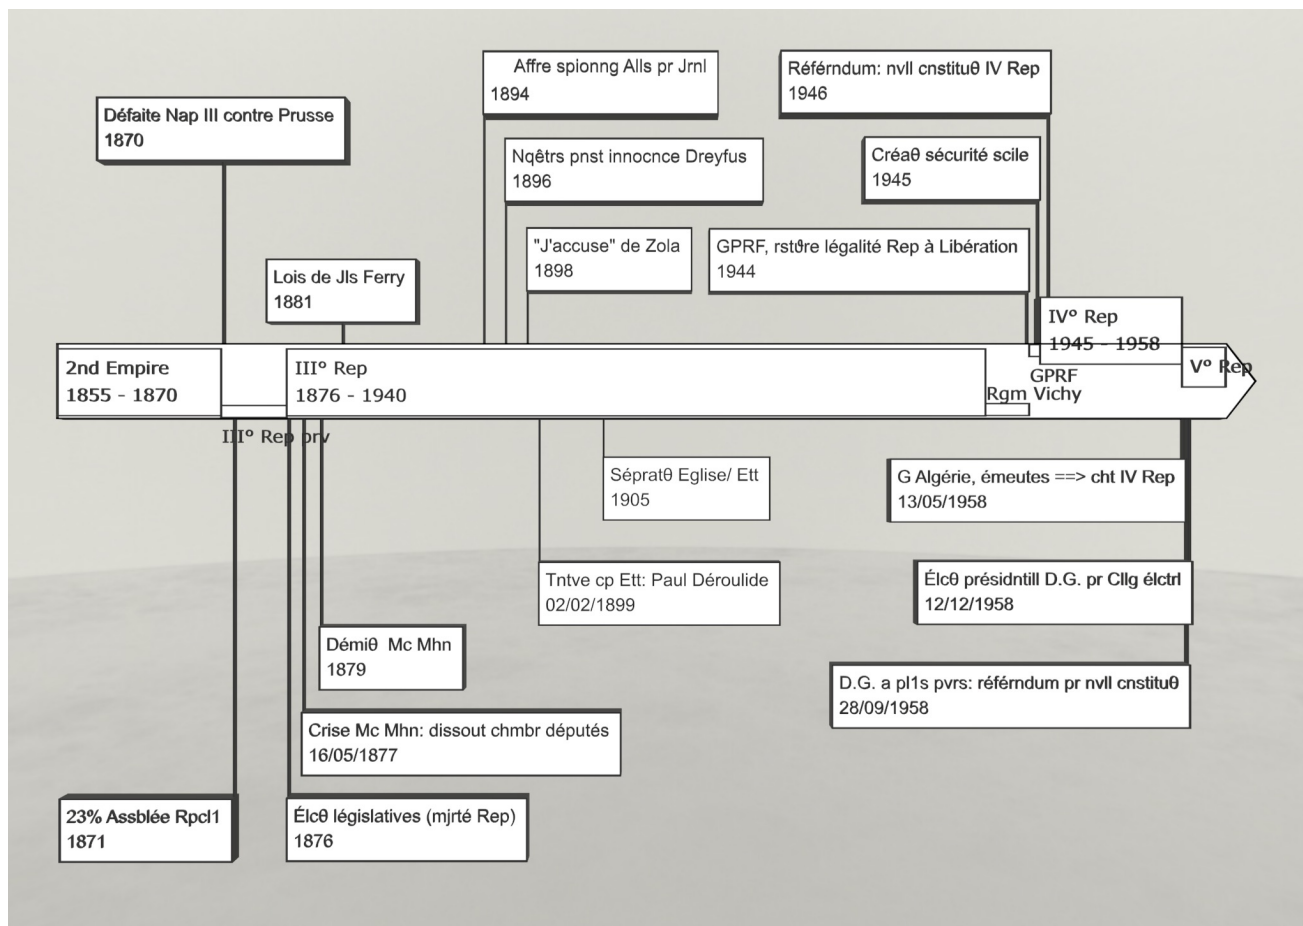 Affre spionng Alls pr Jrnl
1894
Référndum: nvll cnstituθ IV Rep
1946
Défaite Nap III contre Prusse
1870
Nqêtrs pnst innocnce Dreyfus
1896
Créaθ sécurité scile
1945
"J'accuse" de Zola
1898
GPRF, rstθre légalité Rep à Libération
1944
Lois de Jls Ferry
1881
IV° Rep
1945 - 1958
2nd Empire
1855 - 1870
III° Rep
1876 - 1940
V° Rep
GPRF
Rgm Vichy
III° Rep prv
Sépratθ Eglise/ Ett
1905
G Algérie, émeutes ==> cht IV Rep
13/05/1958
Tntve cp Ett: Paul Déroulide
02/02/1899
Élcθ présidntill D.G. pr Cllg élctrl
12/12/1958
Démiθ Mc Mhn
1879
D.G. a pl1s pvrs: référndum pr nvll cnstituθ
28/09/1958
Crise Mc Mhn: dissout chmbr députés
16/05/1877
23% Assblée Rpcl1
1871
Élcθ législatives (mjrté Rep)
1876